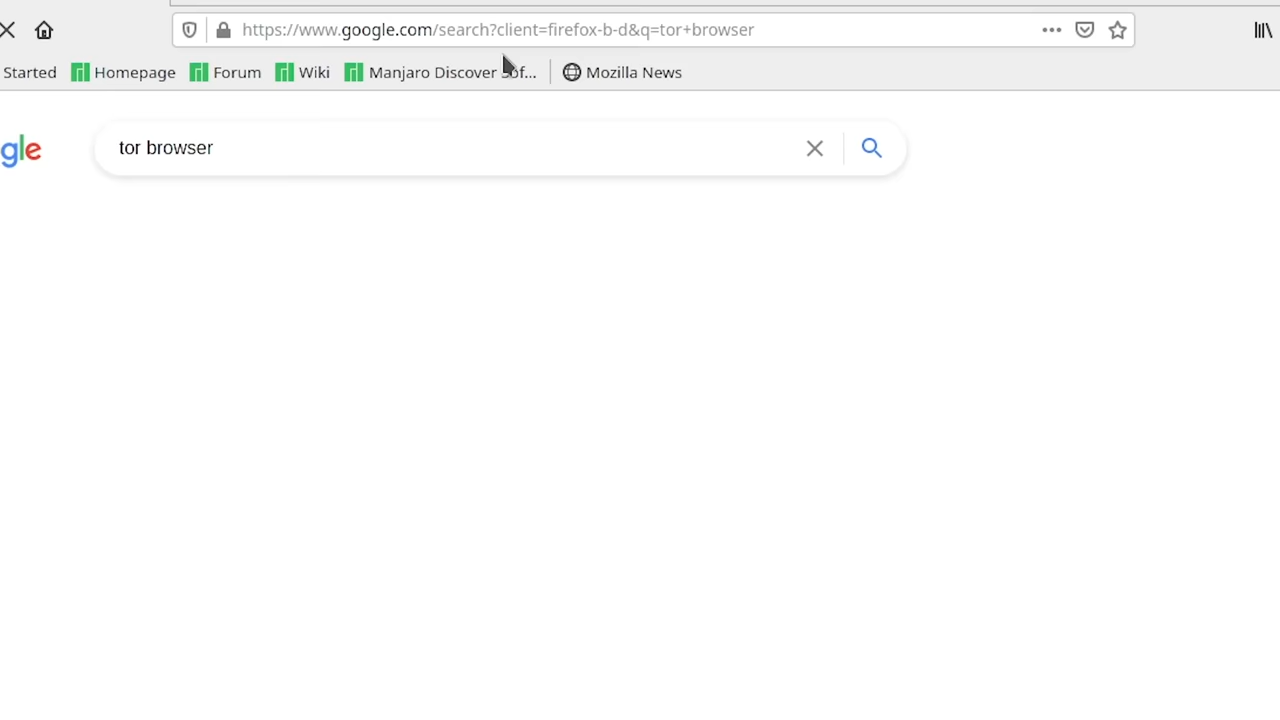 https://www.google.com/search?client=firefox-b-d&q=tor+browser
Started Homepage Forum Wiki Manjaro Discover Sof... Mozilla News
gle tor browser